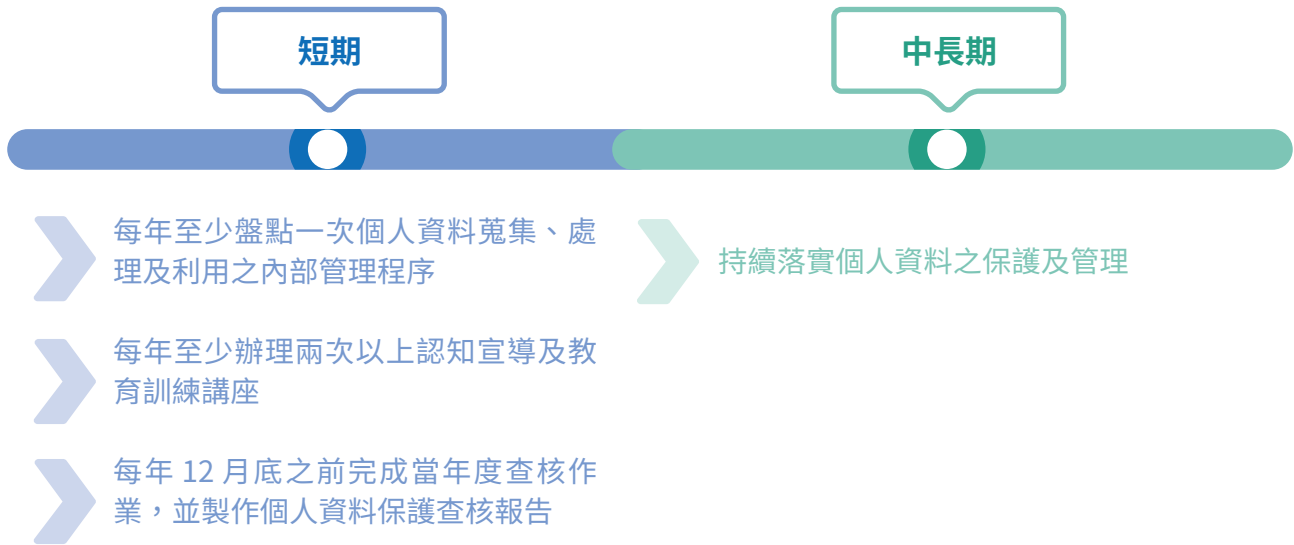 短期
中長期
每年至少盤點一次個人資料蒐集、處
理及利用之內部管理程序
每年至少辦理兩次以上認知宣導及教
育訓練講座
每年 12 月底之前完成當年度查核作
業，並製作個人資料保護查核報告
持續落實個人資料之保護及管理